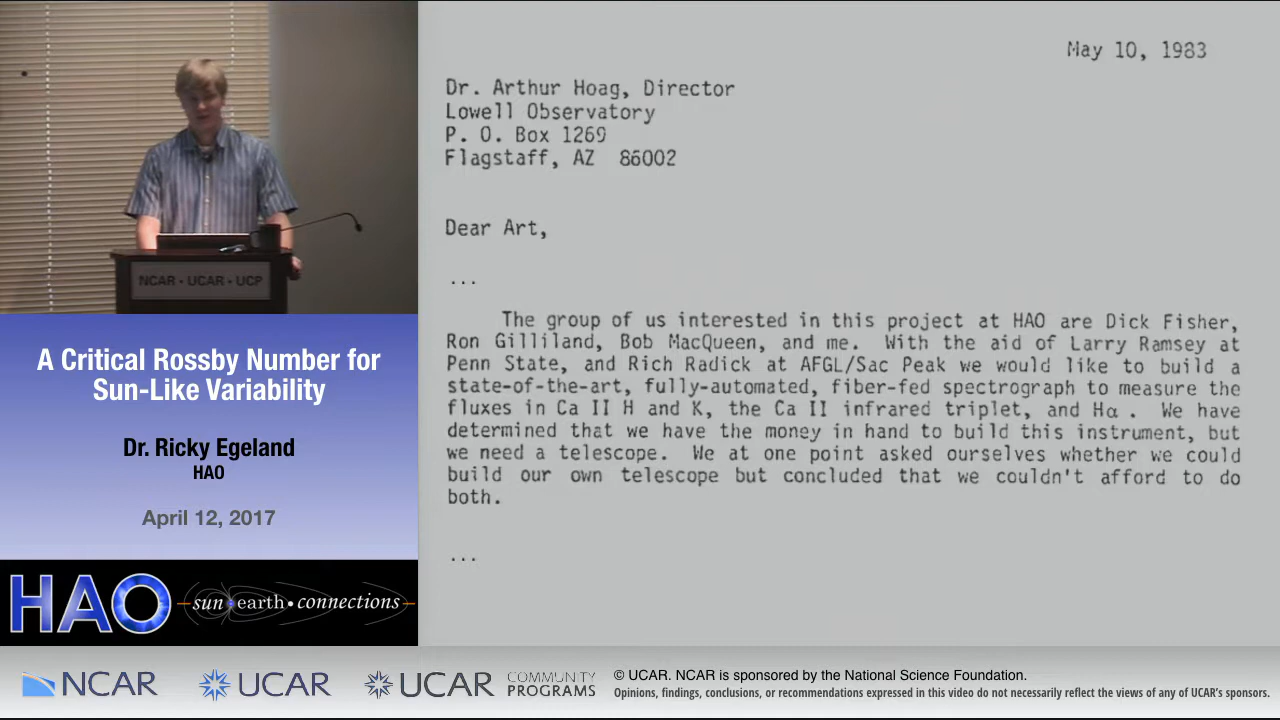 May 10, 1983
Dr. Arthur Hoag, Director
Lowell Observatory
P. O. Box 1269
Flagstaff, AZ 86002
Dear Art,
...
The group of us interested in this project at HAO are Dick Fisher,
Ron Gilliland, Bob MacQueen, and me. With the aid of Larry Ramsey at
Penn State, and Rich Radick at AFGL/Sac Peak we would like to build a
state-of-the-art, fully-automated, fiber-fed spectrograph to measure the
fluxes in Ca II H and K, the Ca II infrared triplet, and Hα . We have
determined that we have the money in hand to build this instrument, but
we need a telescope. We at one point asked ourselves whether we could
build our own telescope but concluded that we couldn't afford to do
both.
...
NCAR • UCAR • UCP
A Critical Rossby Number for
Sun-Like Variability
Dr. Ricky Egeland
HAO
April 12, 2017
HAO
sun earth • connections
NCAR
UCAR
UCAR
COMMUNITY
PROGRAMS
© UCAR. NCAR is sponsored by the National Science Foundation.
Opinions, findings, conclusions, or recommendations expressed in this video do not necessarily reflect the views of any of UCAR's sponsors.